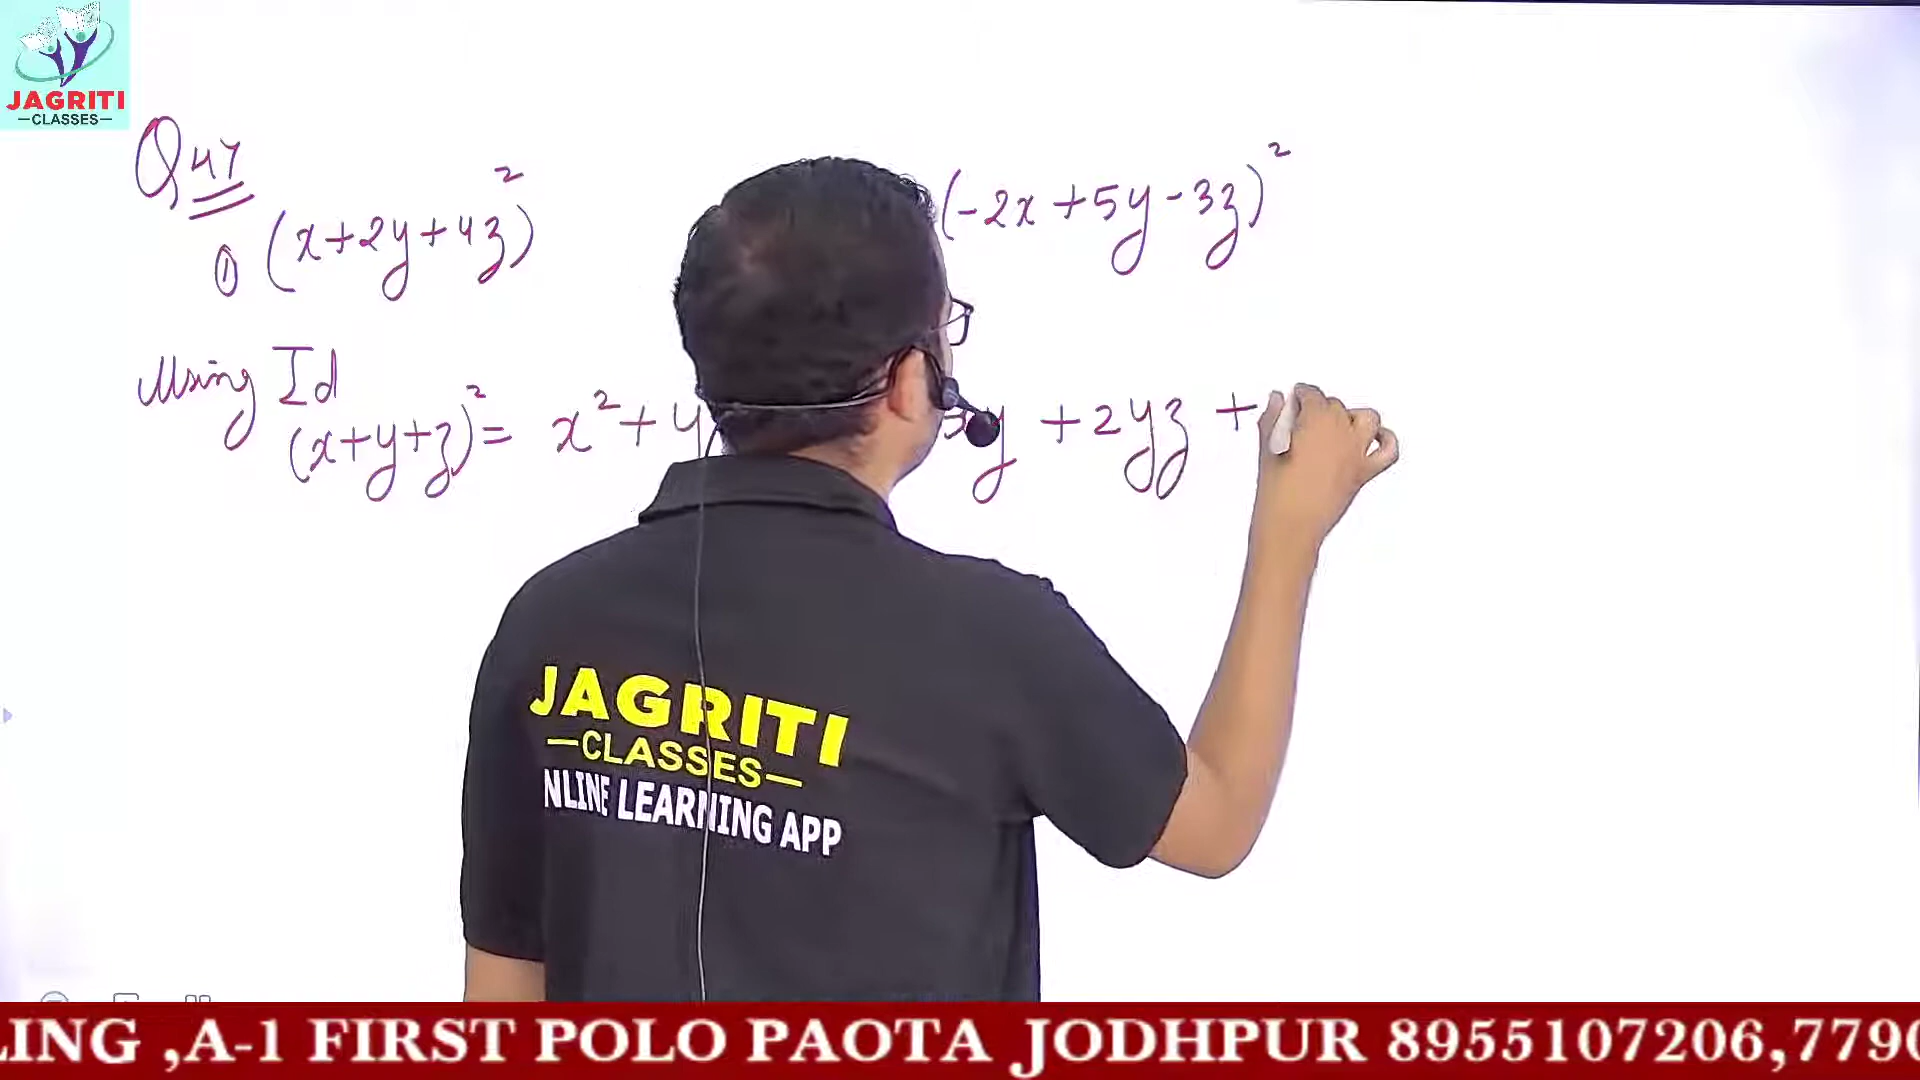 JAGRITI
CLASSES
Q47
① (x+2y+4z)²
(-2x+5y-3z)²
Using Id
(x+y+z)² = x² + y xy + 2yz +
JAGRITI
CLASSES
NLINE LEARNING APP
LING ,A-1 FIRST POLO PAOTA JODHPUR 8955107206,7790